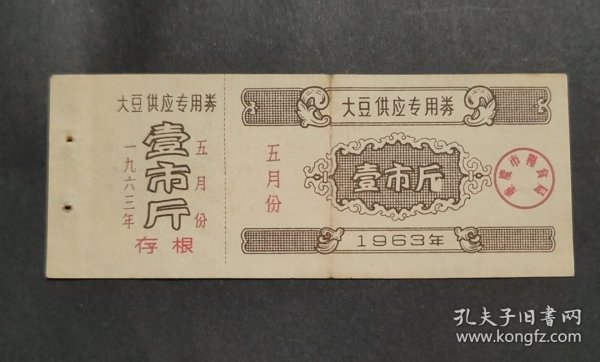 大豆供应专用券
一九六三年
壹市斤
五月份
存根
大豆供应专用券
五月份
壹市斤
1963年
孔夫子旧书网
www.kongfz.com